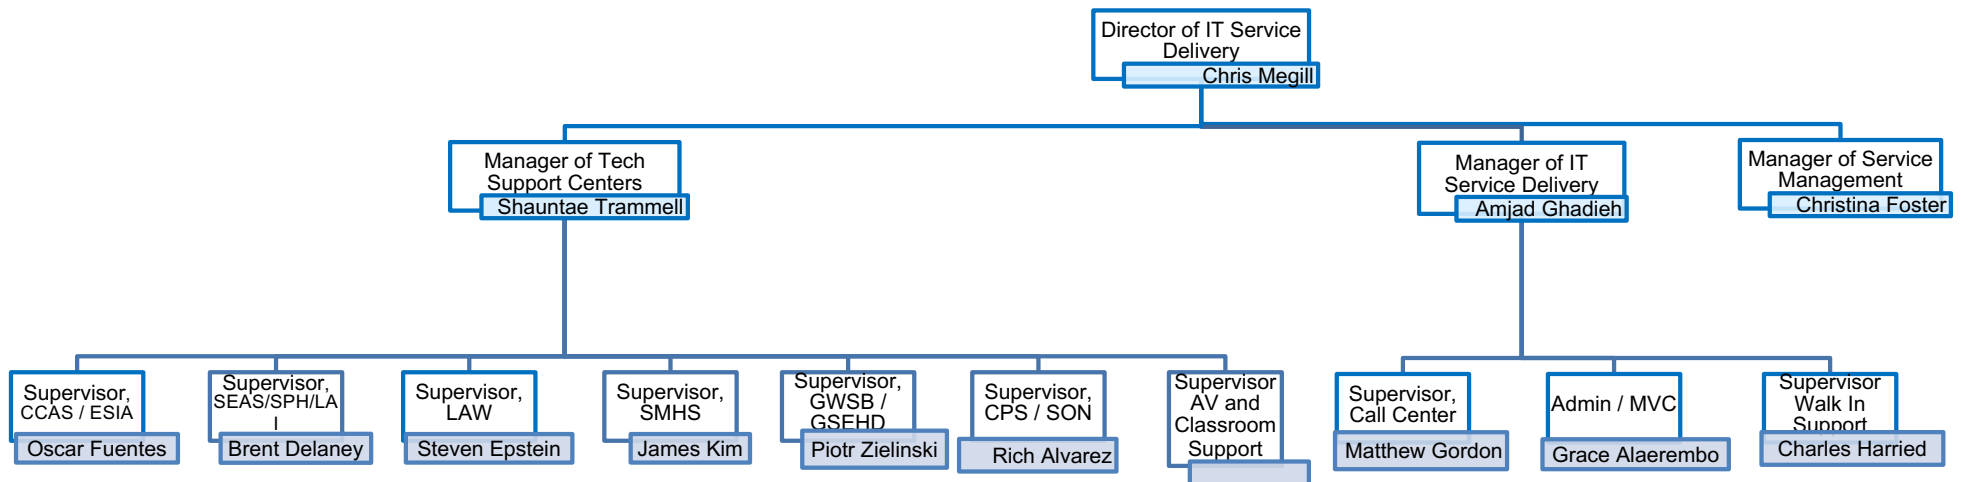 Director of IT Service
Delivery
Chris Megill
Manager of Tech
Support Centers
Shauntae Trammell
Manager of IT
Service Delivery
Amjad Ghadieh
Manager of Service
Management
Christina Foster
Supervisor,
CCAS / ESIA
Oscar Fuentes
Supervisor,
SEAS/SPH/LA
I
Brent Delaney
Supervisor,
LAW
Steven Epstein
Supervisor,
SMHS
James Kim
Supervisor,
GWSB /
GSEHD
Piotr Zielinski
Supervisor,
CPS / SON
Rich Alvarez
Supervisor
AV and
Classroom
Support
Supervisor,
Call Center
Matthew Gordon
Admin / MVC
Grace Alaerembo
Supervisor
Walk In
Support
Charles Harried